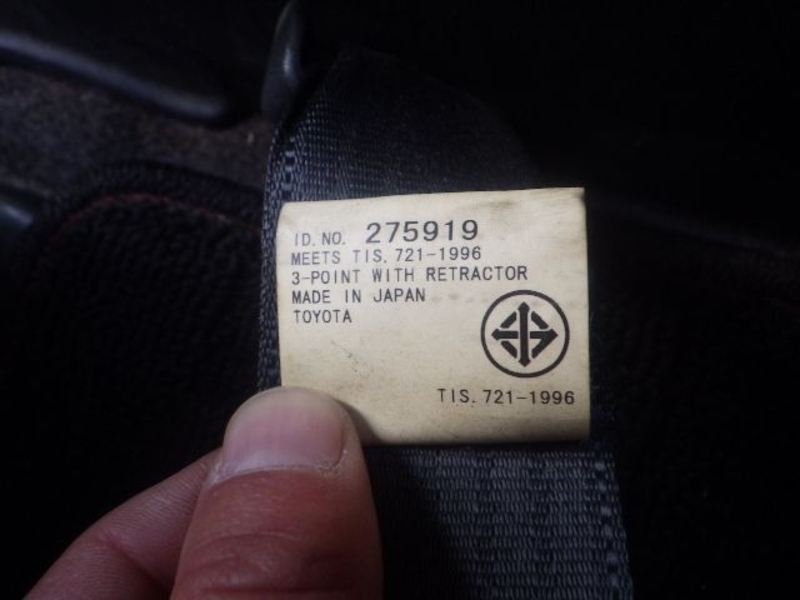 ID. NO. 275919
MEETS TIS. 721-1996
3-POINT WITH RETRACTOR
MADE IN JAPAN
TOYOTA
TIS. 721-1996